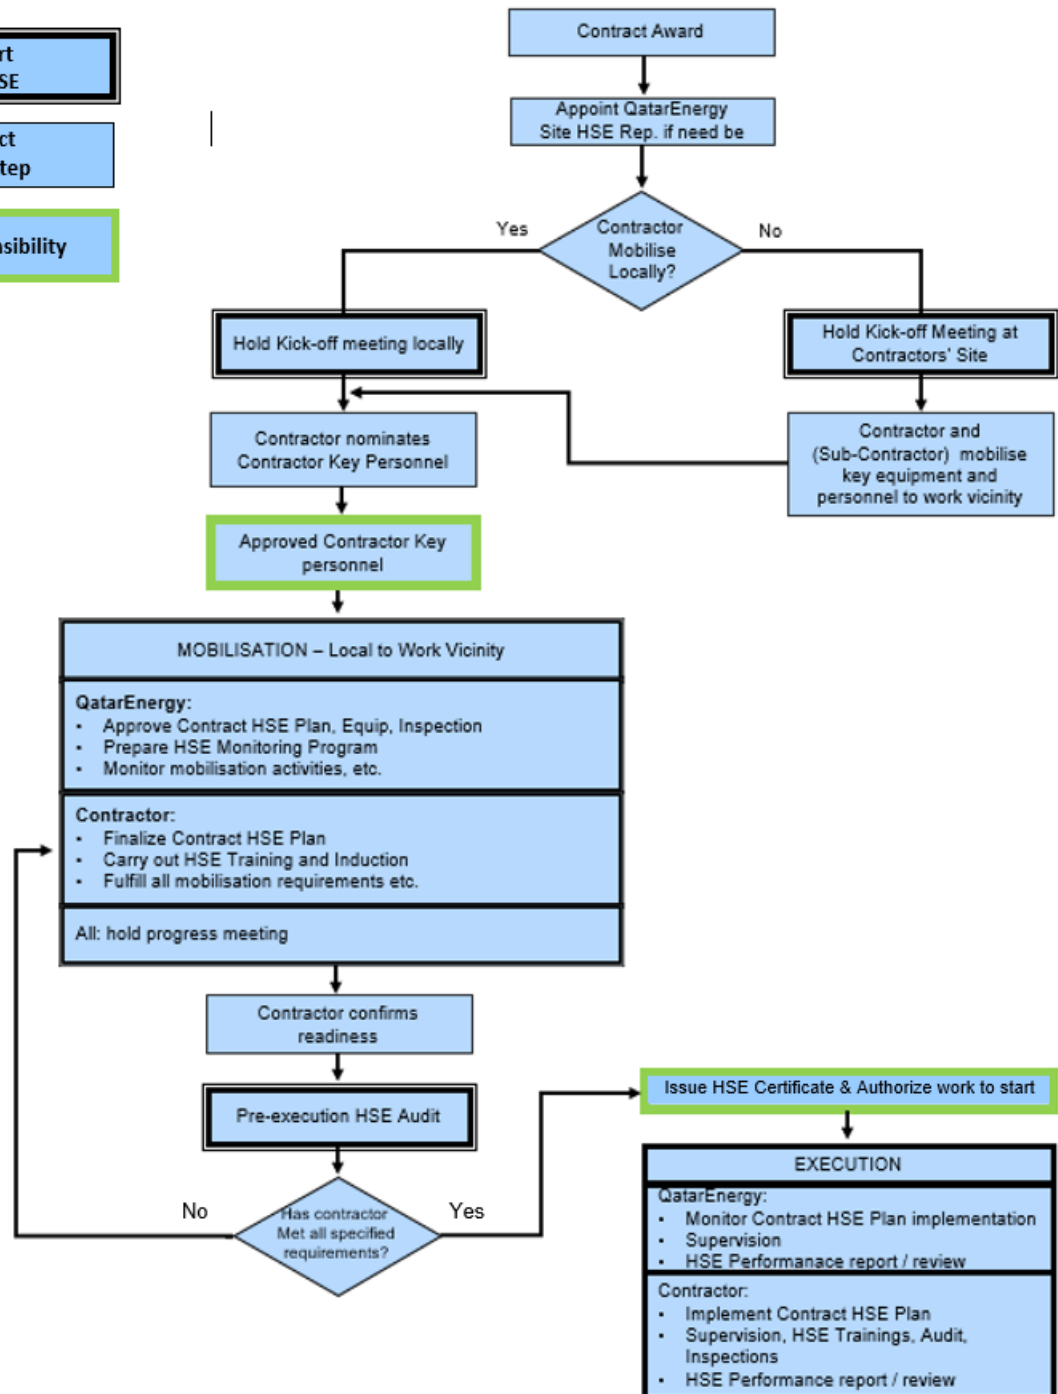 Contract Award
Appoint QatarEnergy
Site HSE Rep. if need be
Contractor
Mobilise
Locally?
Yes
No
Hold Kick-off meeting locally
Hold Kick-off Meeting at
Contractors' Site
Contractor nominates
Contractor Key Personnel
Contractor and
(Sub-Contractor) mobilise
key equipment and
personnel to work vicinity
Approved Contractor Key
personnel
MOBILISATION – Local to Work Vicinity
QatarEnergy:
• Approve Contract HSE Plan, Equip, Inspection
• Prepare HSE Monitoring Program
• Monitor mobilisation activities, etc.
Contractor:
• Finalize Contract HSE Plan
• Carry out HSE Training and Induction
• Fulfill all mobilisation requirements etc.
All: hold progress meeting
Contractor confirms
readiness
Pre-execution HSE Audit
Has contractor
Met all specified
requirements?
No
Yes
Issue HSE Certificate & Authorize work to start
EXECUTION
QatarEnergy:
• Monitor Contract HSE Plan implementation
• Supervision
• HSE Performanace report / review
Contractor:
• Implement Contract HSE Plan
• Supervision, HSE Trainings, Audit,
Inspections
• HSE Performance report / review